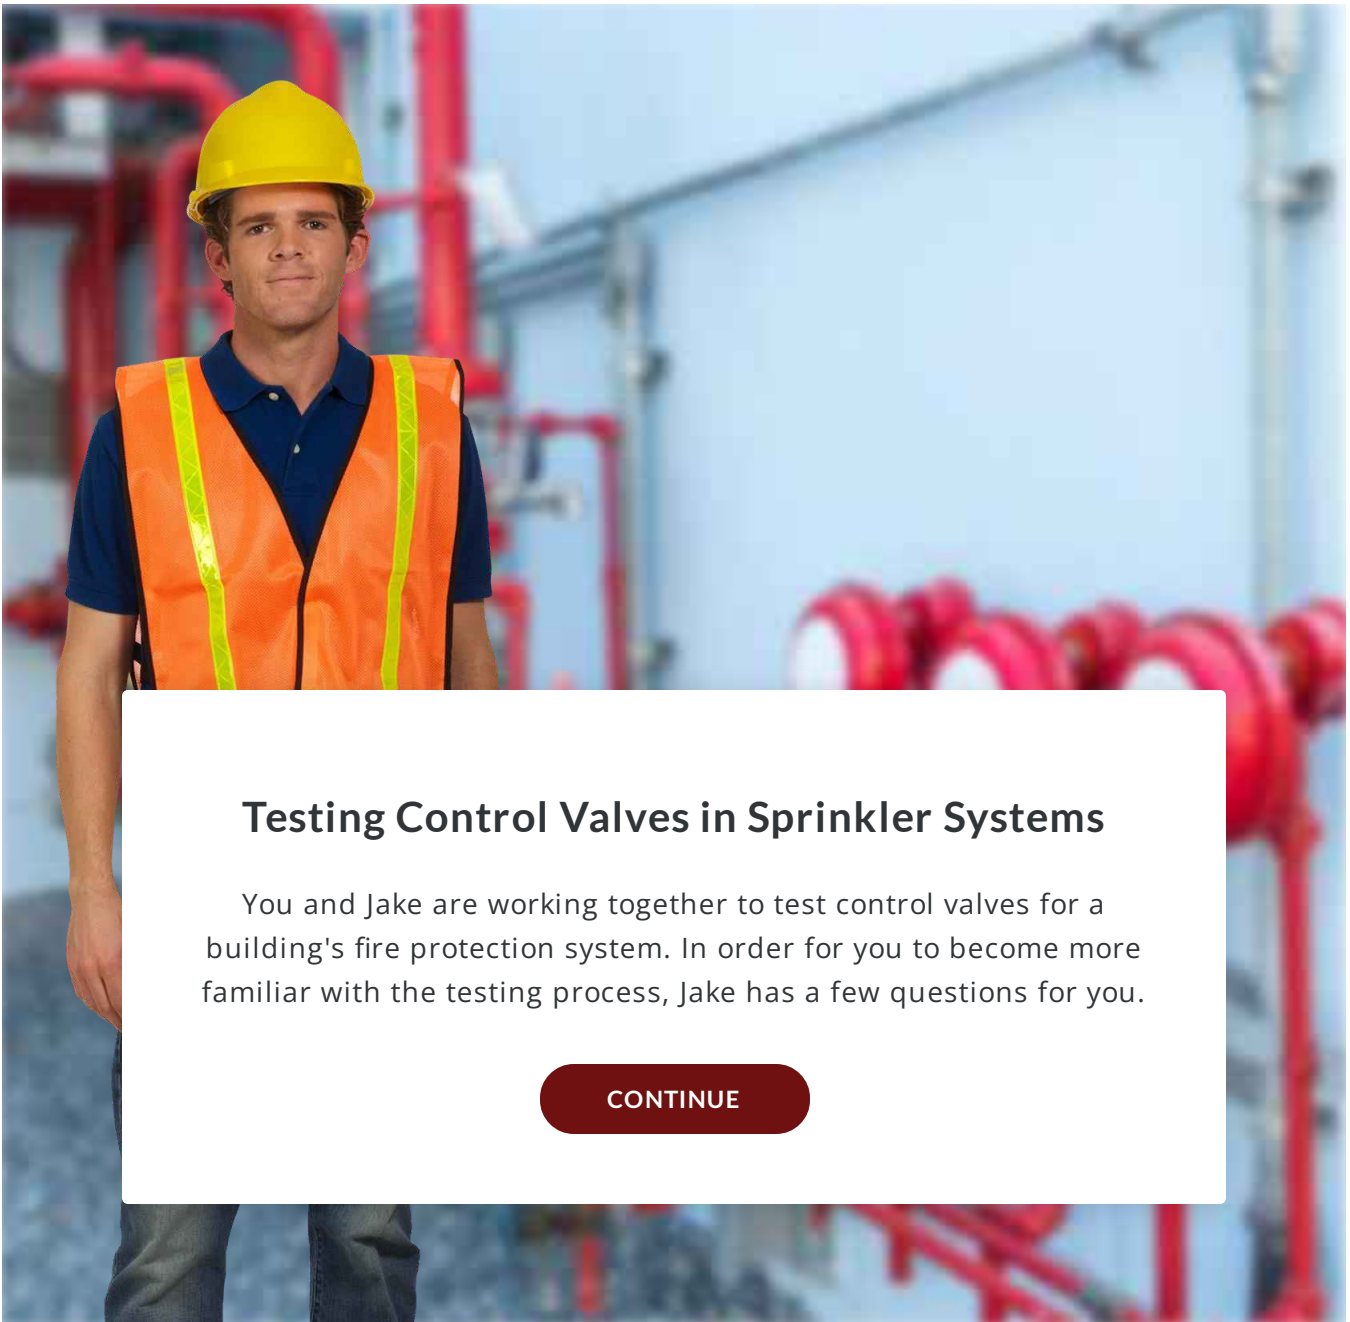 Testing Control Valves in Sprinkler Systems
You and Jake are working together to test control valves for a
building's fire protection system. In order for you to become more
familiar with the testing process, Jake has a few questions for you.
CONTINUE